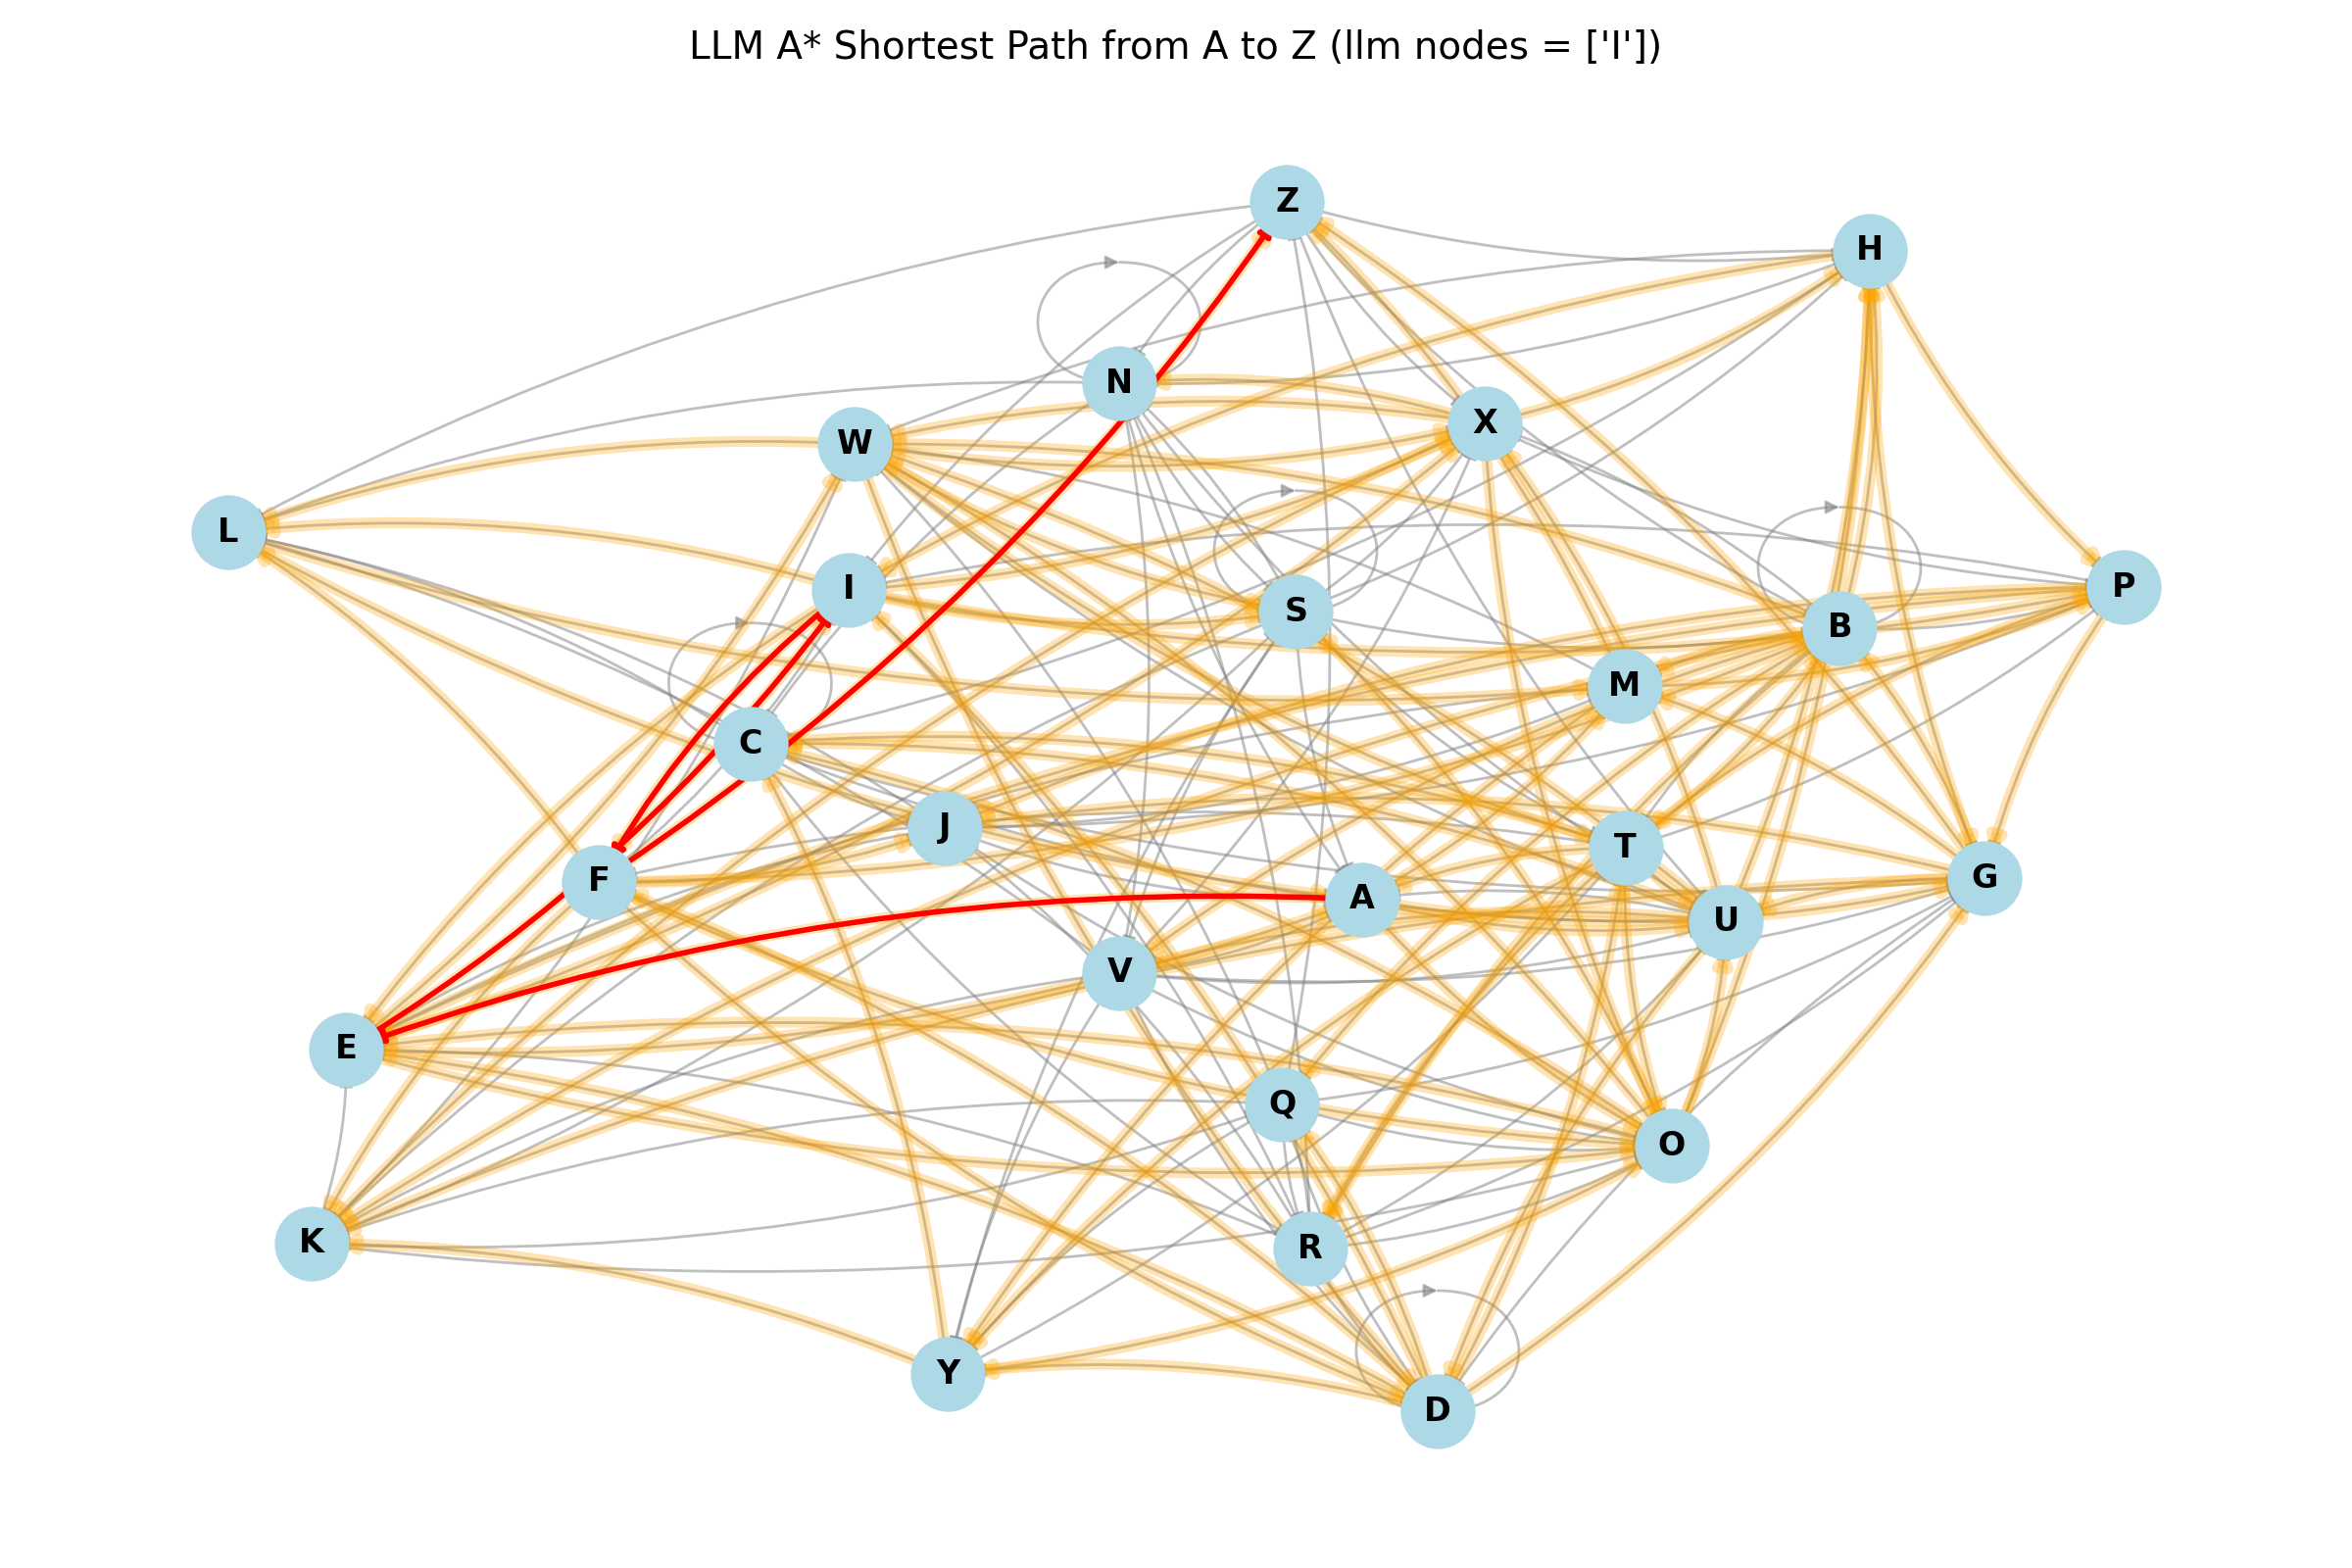 LLM A* Shortest Path from A to Z (llm nodes = ['I'])
Z
H
N
X
W
L
I
P
S
B
M
C
J
T
F
G
A
U
V
E
Q
O
K
R
Y
D